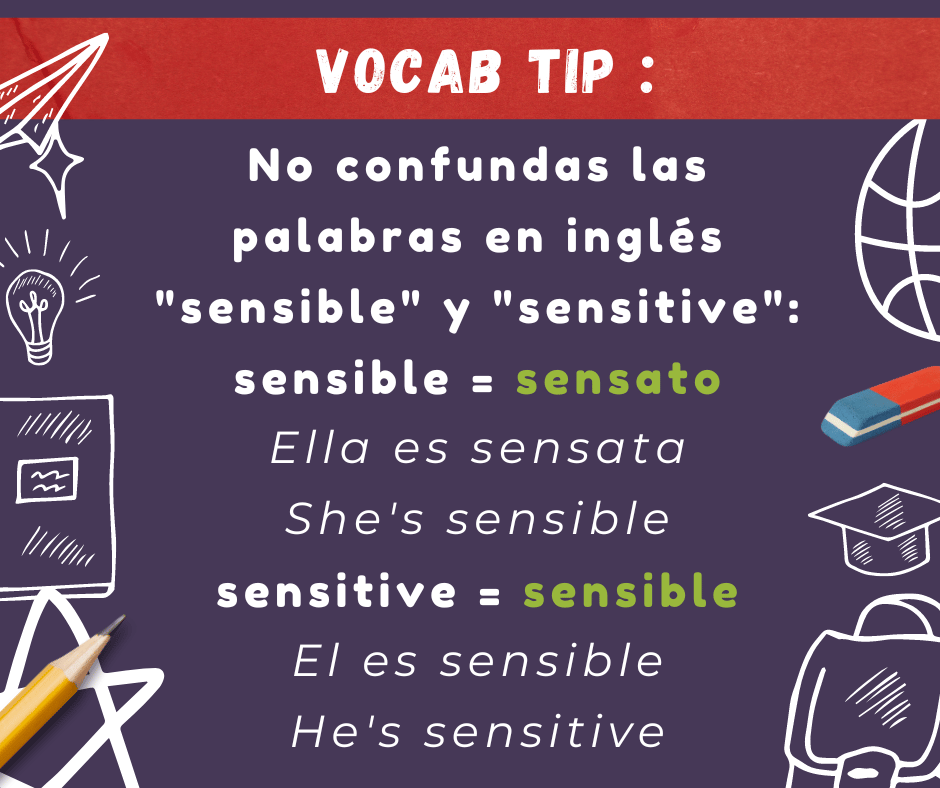 VOCAB TIP :
No confundas las
palabras en inglés
"sensible" y "sensitive":
sensible = sensato
Ella es sensata
She's sensible
sensitive = sensible
El es sensible
He's sensitive